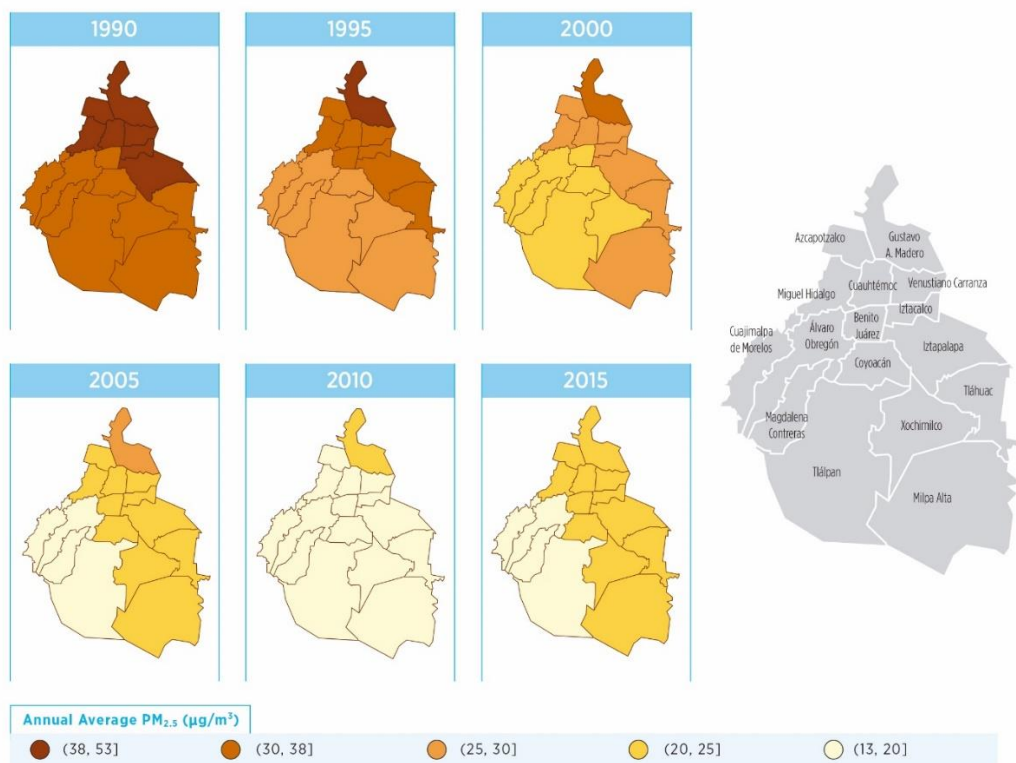 1990
1995
2000
Azcapotzalco
Gustavo
A. Madero
Miguel Hidalgo
Cuauhtémoc
Venustiano Carranza
Iztacalco
Cuajimalpa
de Morelos
Álvaro
Obregón
Benito
Juárez
Iztapalapa
Coyoacán
Tláhuac
Magdalena
Contreras
Xochimilco
Tlálpan
Milpa Alta
2005
2010
2015
Annual Average PM₂.₅ (µg/m³)
(38, 53]
(30, 38]
(25, 30]
(20, 25]
(13, 20]